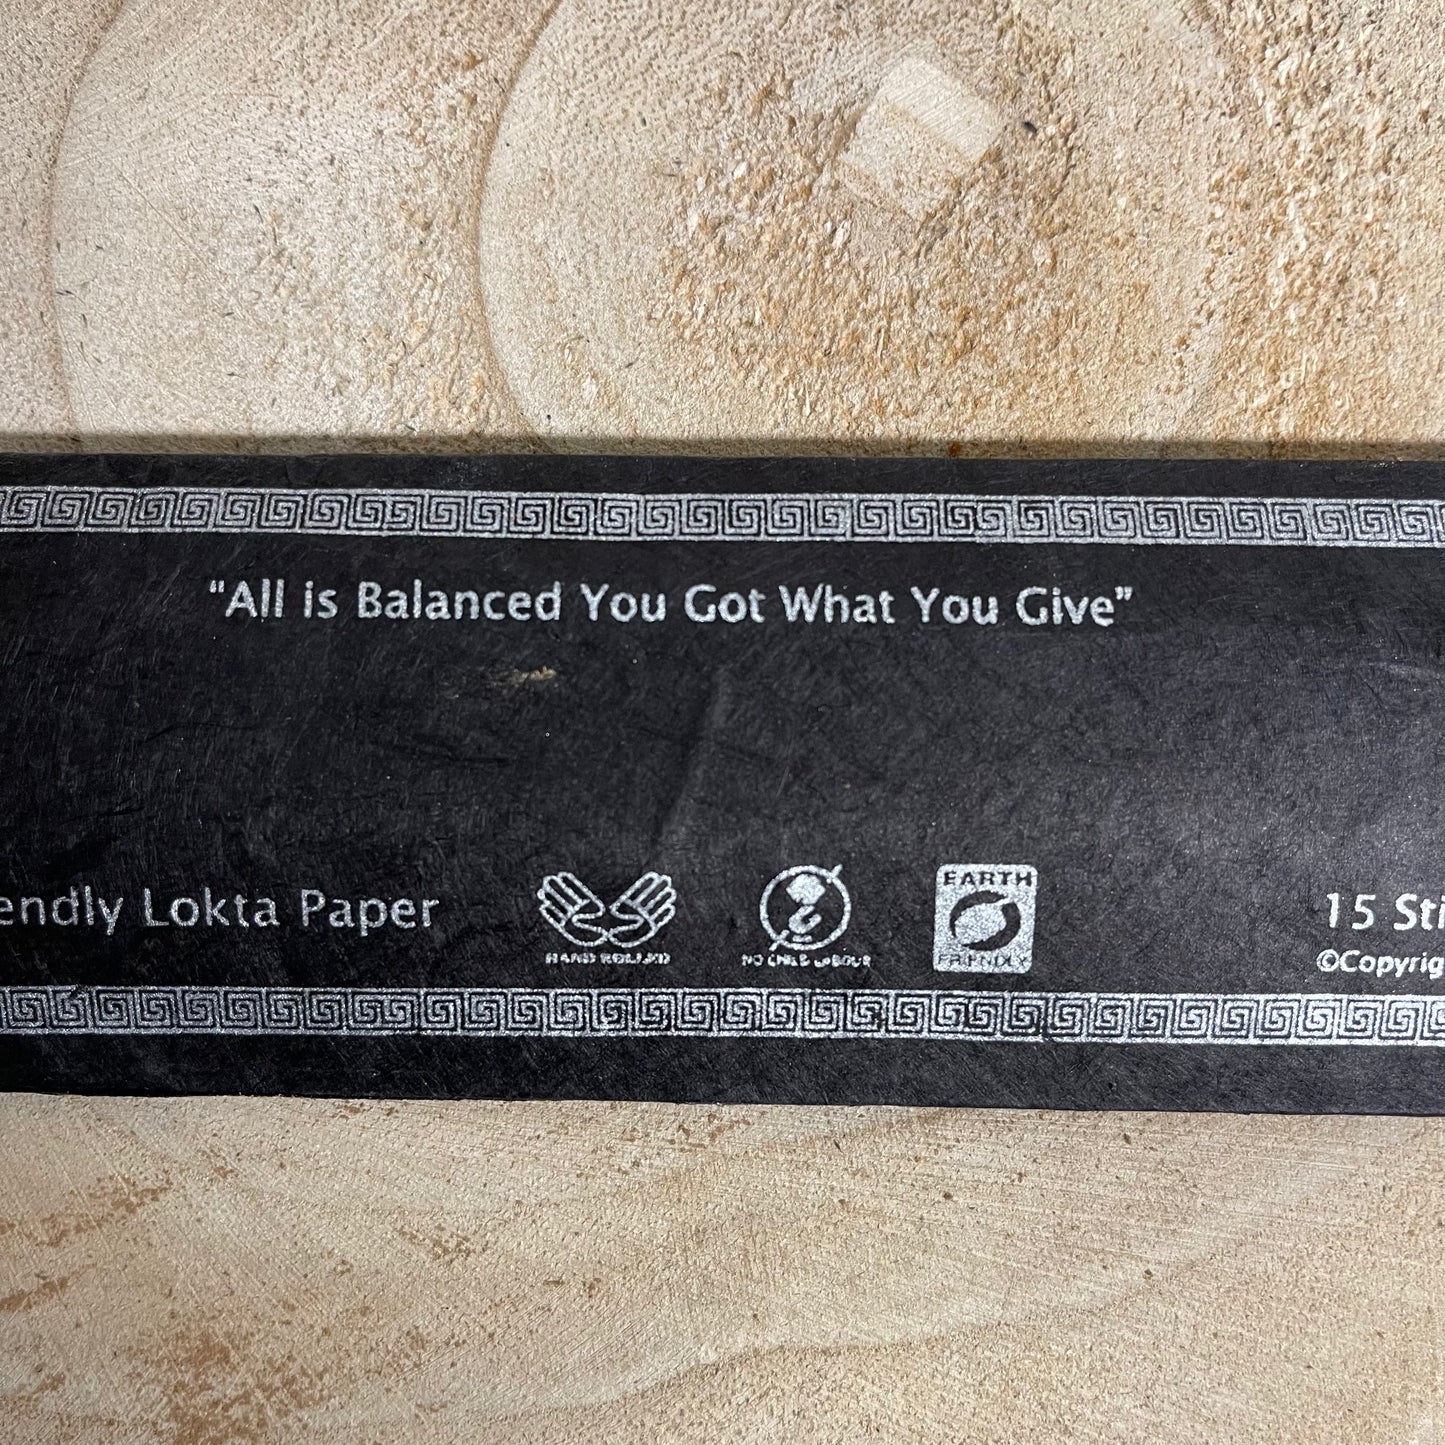 "All is Balanced You Got What You Give"
endly Lokta Paper
HAND ROLLED
NO CHILD LABOUR
EARTH
FRIENDLY
15 Sti
©Copyrig